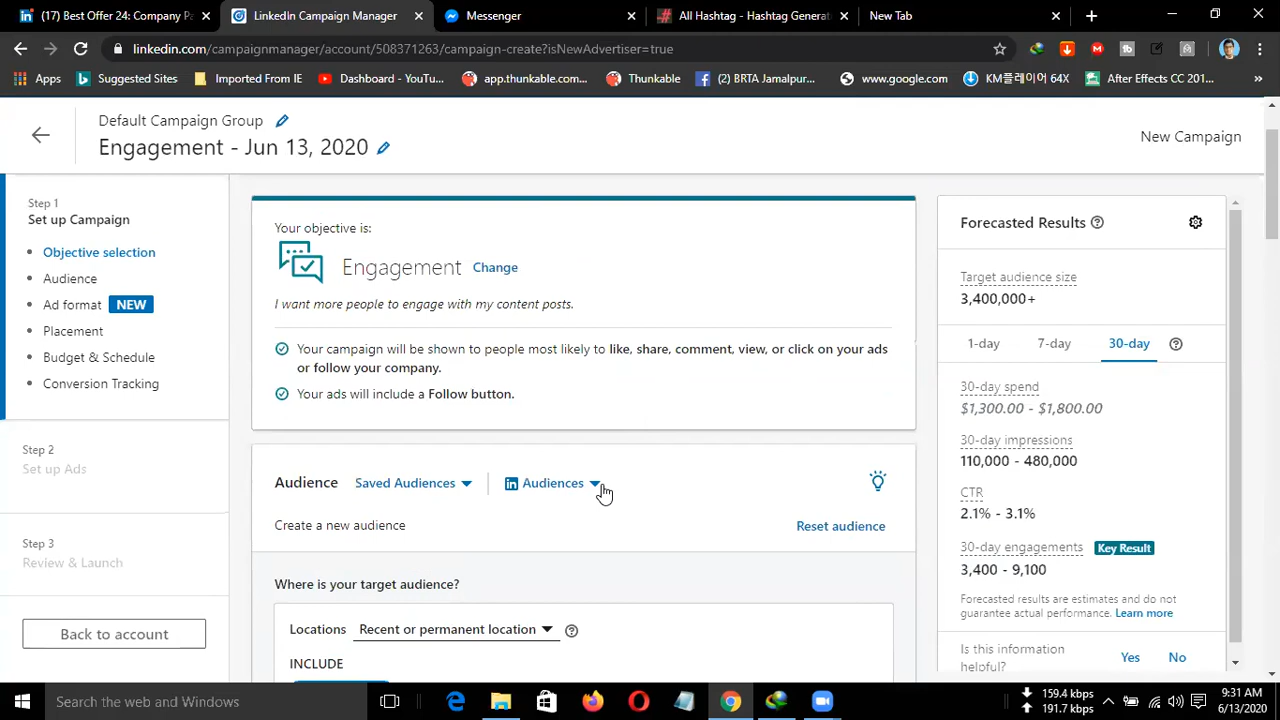 (17) Best Offer 24: Company Pa
LinkedIn Campaign Manager
Messenger
All Hashtag - Hashtag Generat
New Tab
linkedin.com/campaignmanager/account/508371263/campaign-create?isNewAdvertiser=true
Apps
Suggested Sites
Imported From IE
Dashboard - YouTu...
app.thunkable.com...
Thunkable
(2) BRTA Jamalpur...
www.google.com
KM플레이어 64X
After Effects CC 201...
»
Default Campaign Group
Engagement - Jun 13, 2020
New Campaign
Step 1
Set up Campaign
Objective selection
Audience
Ad format NEW
Placement
Budget & Schedule
Conversion Tracking
Step 2
Set up Ads
Step 3
Review & Launch
Back to account
Your objective is:
Engagement Change
I want more people to engage with my content posts.
Your campaign will be shown to people most likely to like, share, comment, view, or click on your ads
or follow your company.
Your ads will include a Follow button.
Audience Saved Audiences in Audiences
Create a new audience
Reset audience
Where is your target audience?
Locations Recent or permanent location
INCLUDE
Forecasted Results
Target audience size
3,400,000+
1-day 7-day 30-day
30-day spend
$1,300.00 - $1,800.00
30-day impressions
110,000 - 480,000
CTR
2.1% - 3.1%
30-day engagements Key Result
3,400 - 9,100
Forecasted results are estimates and do not
guarantee actual performance. Learn more
Is this information
helpful?
Yes No
Search the web and Windows
159.4 kbps
191.7 kbps
9:31 AM
6/13/2020